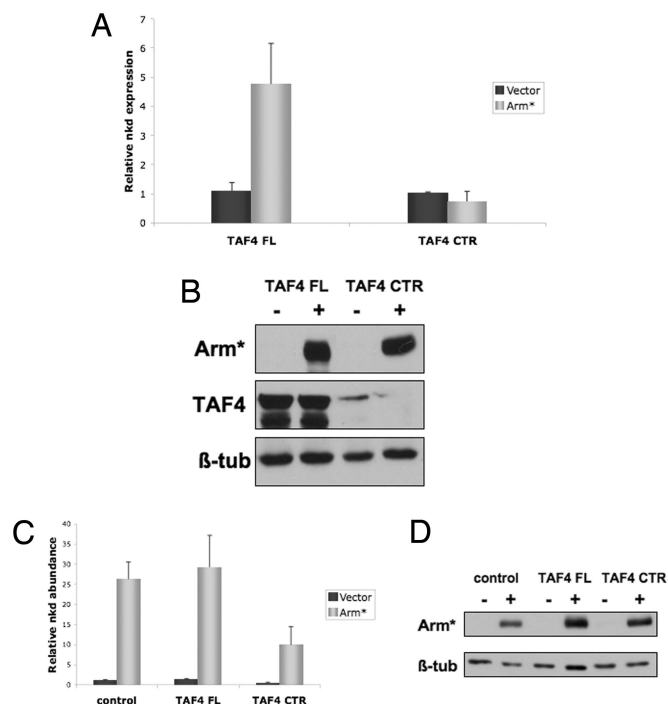 A
Relative nkd expression
7
6
5
4
3
2
1
0
TAF4 FL
TAF4 CTR
Vector
Arm*
B
TAF4 FL TAF4 CTR
- + - +
Arm*
TAF4
ß-tub
C
Relative nkd abundance
40
35
30
25
20
15
10
5
0
control TAF4 FL TAF4 CTR
Vector
Arm*
D
control TAF4 FL TAF4 CTR
- + - + - +
Arm*
ß-tub